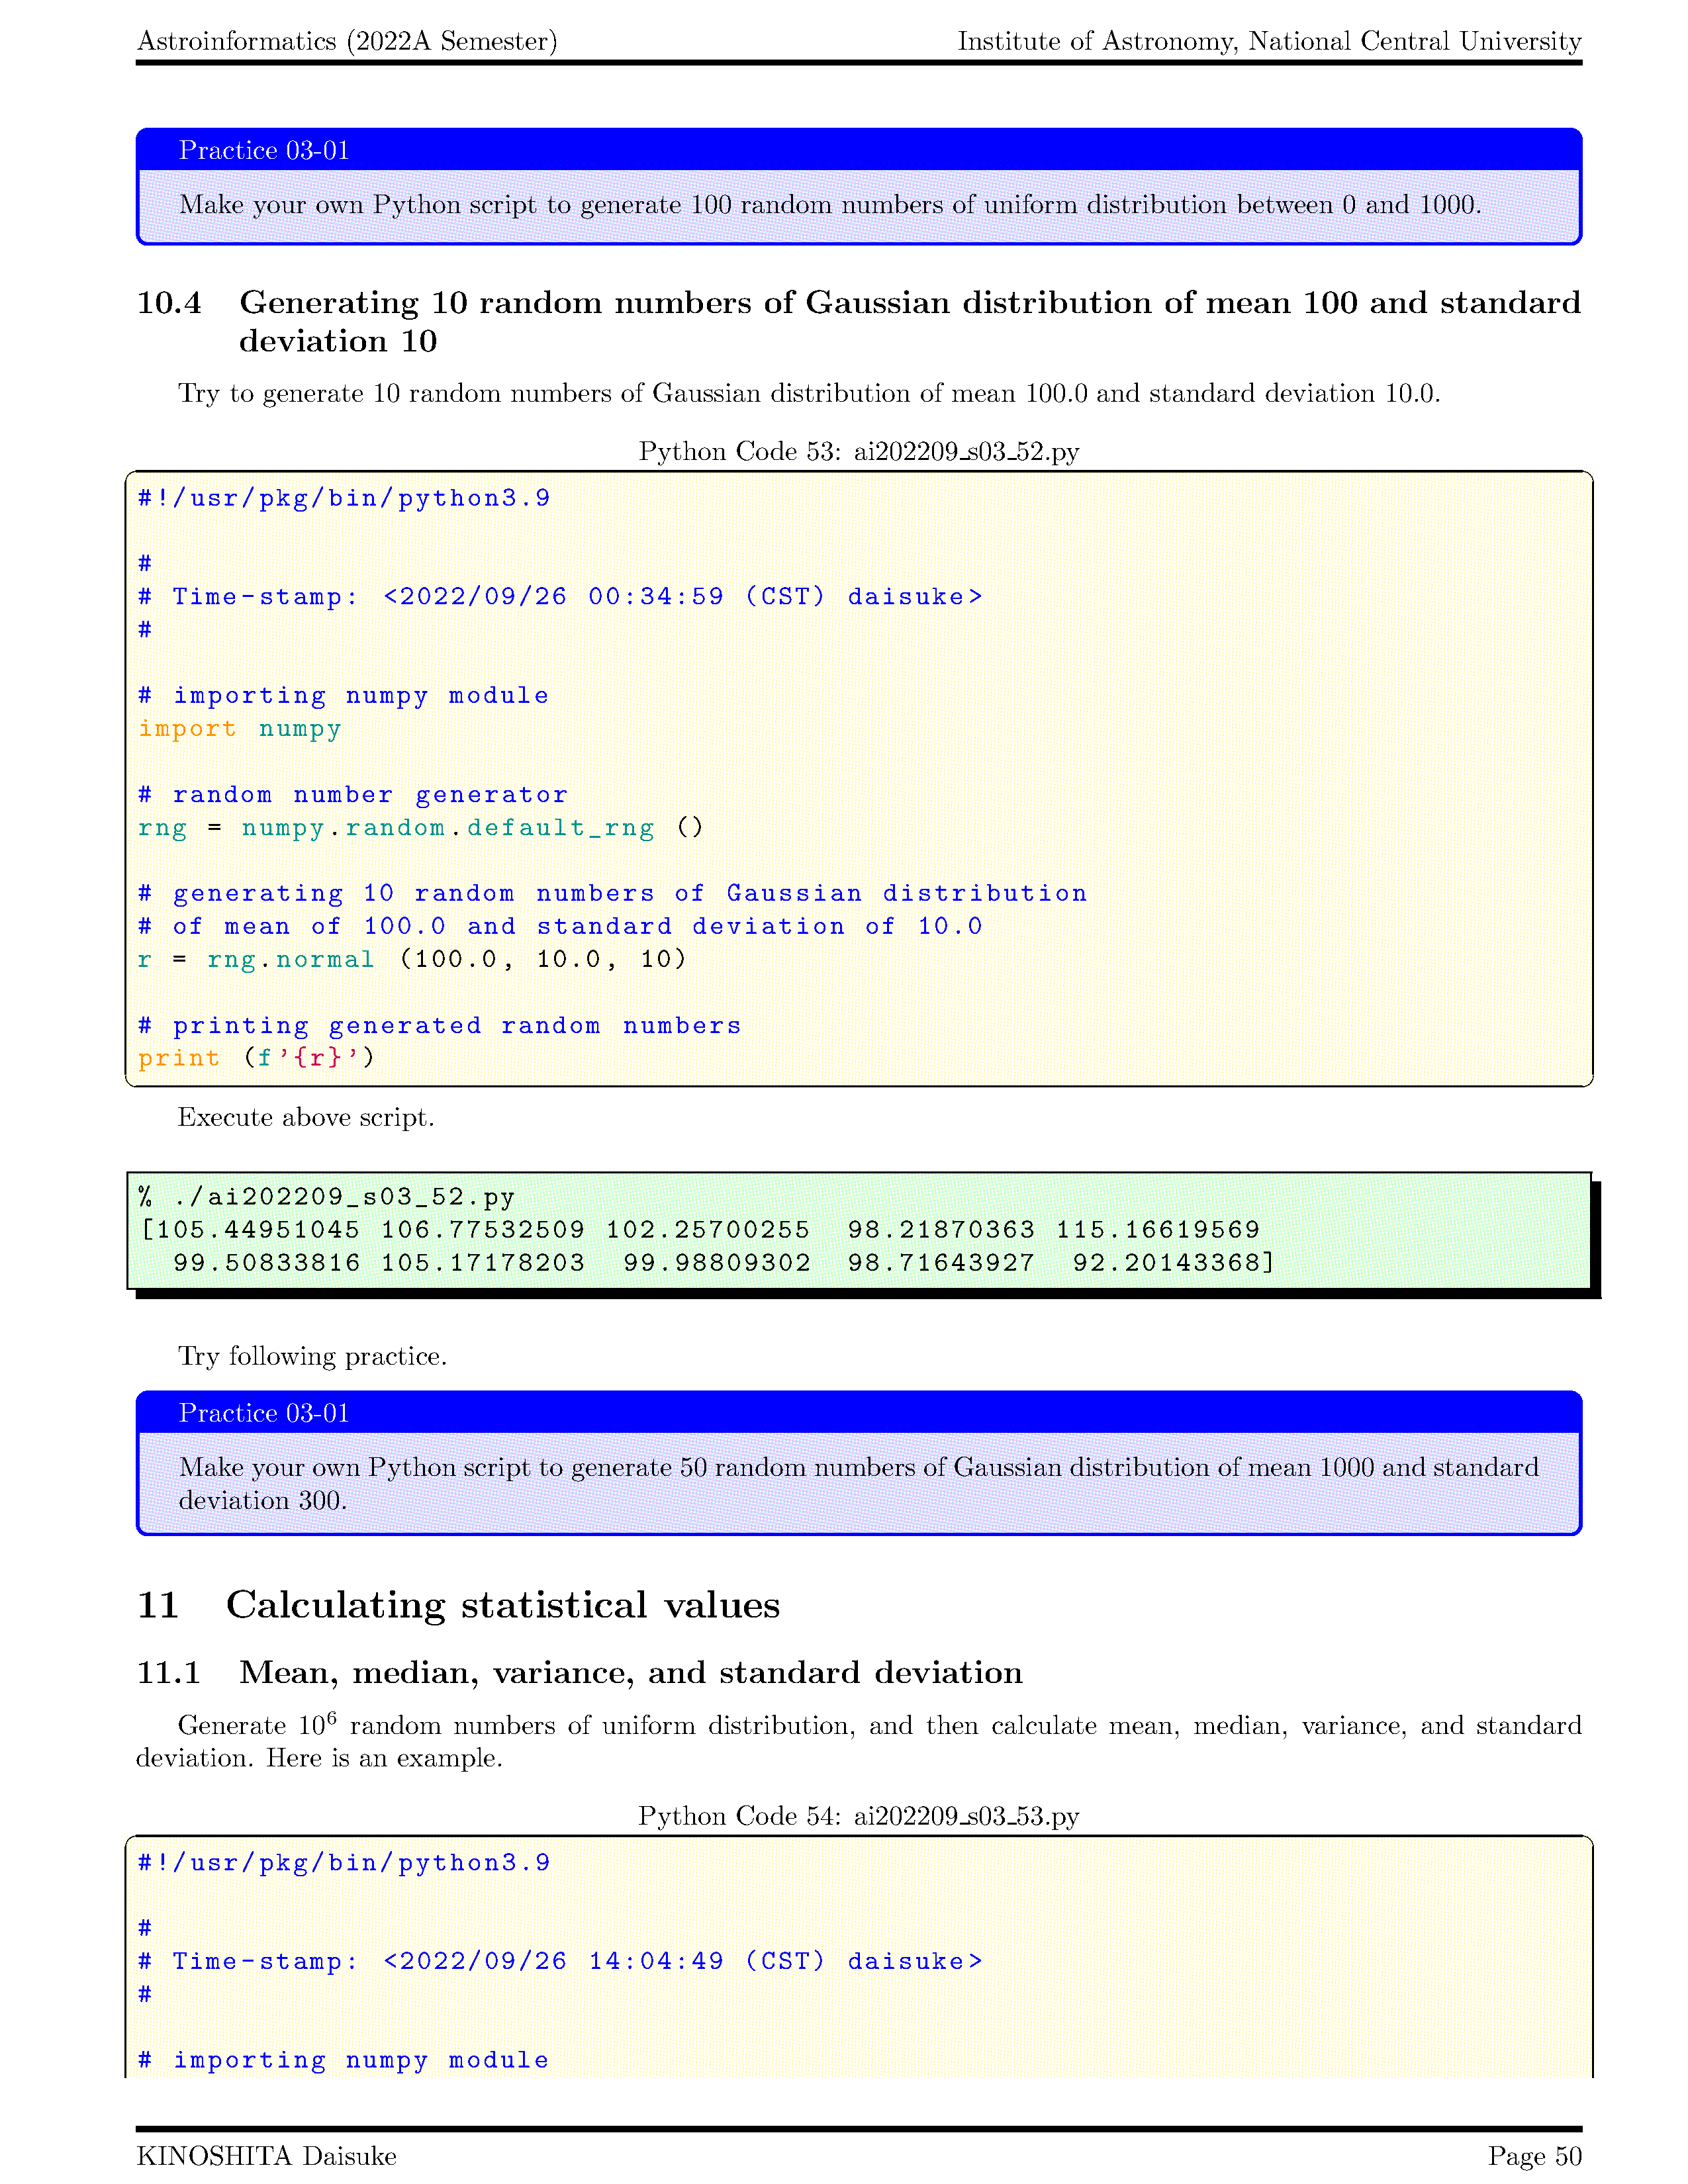 Astroinformatics (2022A Semester) Institute of Astronomy, National Central University
Practice 03-01
Make your own Python script to generate 100 random numbers of uniform distribution between 0 and 1000.
10.4 Generating 10 random numbers of Gaussian distribution of mean 100 and standard
deviation 10
Try to generate 10 random numbers of Gaussian distribution of mean 100.0 and standard deviation 10.0.
Python Code 53: ai202209_s03_52.py
#!/usr/pkg/bin/python3.9
#
# Time-stamp: <2022/09/26 00:34:59 (CST) daisuke>
#
# importing numpy module
import numpy
# random number generator
rng = numpy.random.default_rng ()
# generating 10 random numbers of Gaussian distribution
# of mean of 100.0 and standard deviation of 10.0
r = rng.normal (100.0, 10.0, 10)
# printing generated random numbers
print (f'{r}')
Execute above script.
% ./ai202209_s03_52.py
[105.44951045 106.77532509 102.25700255  98.21870363 115.16619569
  99.50833816 105.17178203  99.98809302  98.71643927  92.20143368]
Try following practice.
Practice 03-01
Make your own Python script to generate 50 random numbers of Gaussian distribution of mean 1000 and standard
deviation 300.
11 Calculating statistical values
11.1 Mean, median, variance, and standard deviation
Generate 10⁶ random numbers of uniform distribution, and then calculate mean, median, variance, and standard
deviation. Here is an example.
Python Code 54: ai202209_s03_53.py
#!/usr/pkg/bin/python3.9
#
# Time-stamp: <2022/09/26 14:04:49 (CST) daisuke>
#
# importing numpy module
KINOSHITA Daisuke Page 50